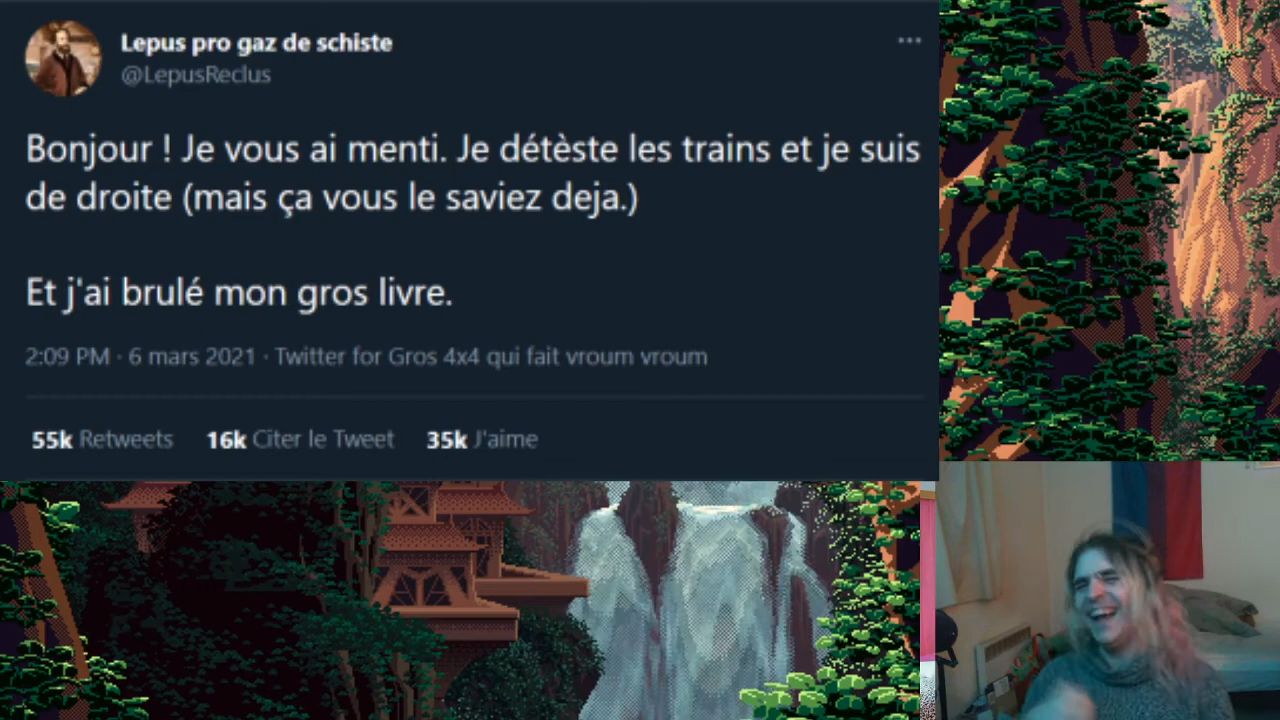 Lepus pro gaz de schiste
@LepusReclus
Bonjour ! Je vous ai menti. Je détèste les trains et je suis
de droite (mais ça vous le saviez deja.)
Et j'ai brulé mon gros livre.
2:09 PM · 6 mars 2021 · Twitter for Gros 4x4 qui fait vroum vroum
55k Retweets 16k Citer le Tweet 35k J'aime